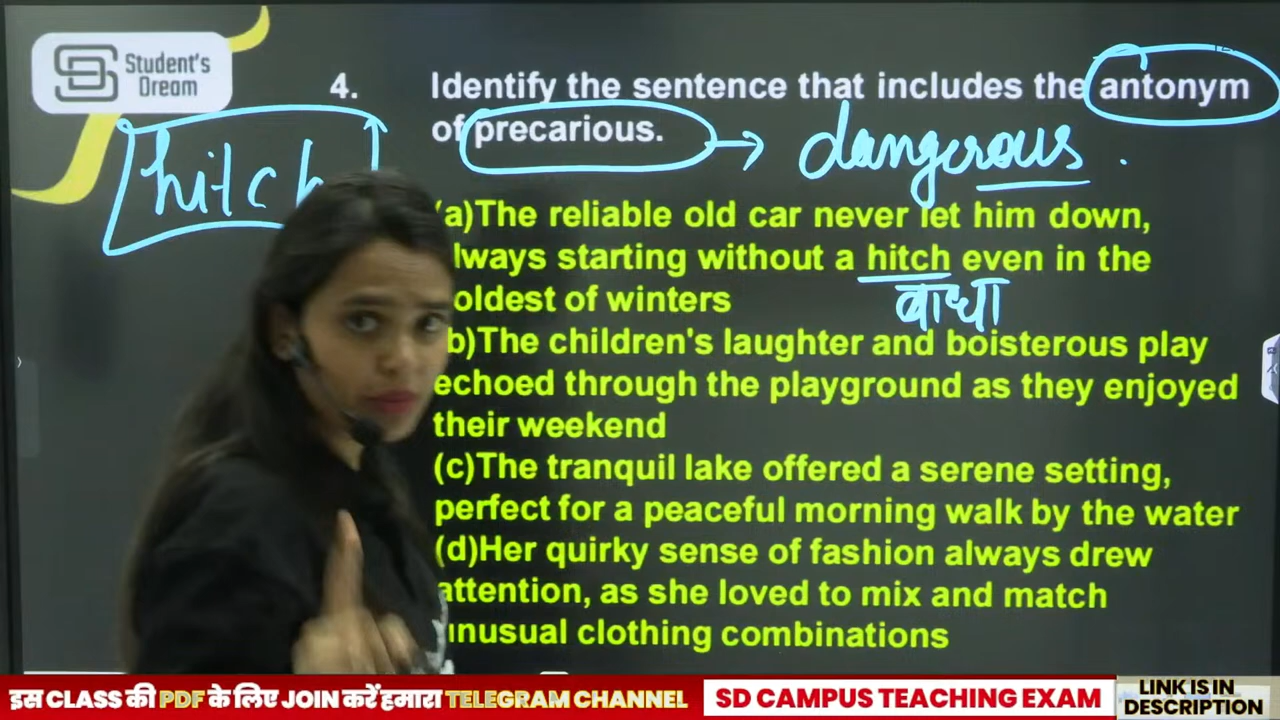 Student's
Dream
4. Identify the sentence that includes the antonym
of precarious. → dangerous.
hitch
(a)The reliable old car never let him down,
lways starting without a hitch even in the
oldest of winters
बाधा
b)The children's laughter and boisterous play
echoed through the playground as they enjoyed
their weekend
(c)The tranquil lake offered a serene setting,
perfect for a peaceful morning walk by the water
(d)Her quirky sense of fashion always drew
attention, as she loved to mix and match
unusual clothing combinations
इस CLASS की PDF के लिए JOIN करें हमारा TELEGRAM CHANNEL
SD CAMPUS TEACHING EXAM
LINK IS IN
DESCRIPTION